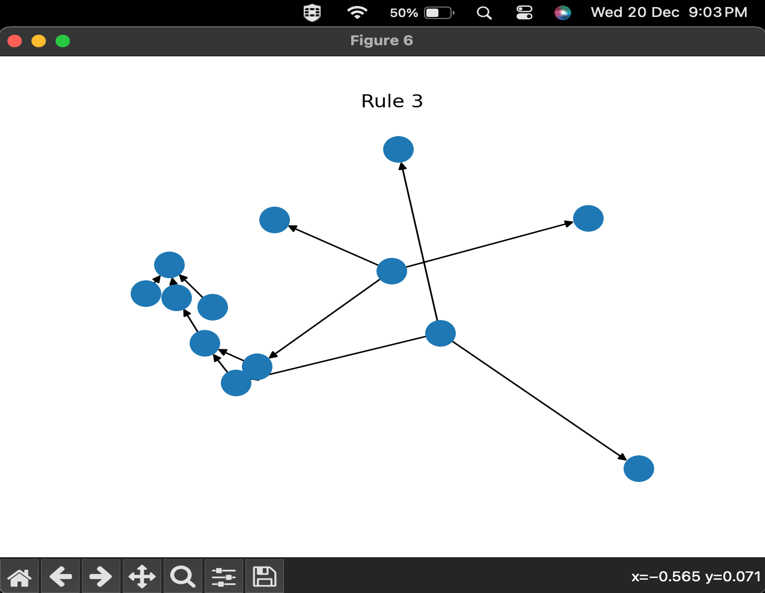 50%
Wed 20 Dec 9:03 PM
Figure 6
Rule 3
x=−0.565 y=0.071